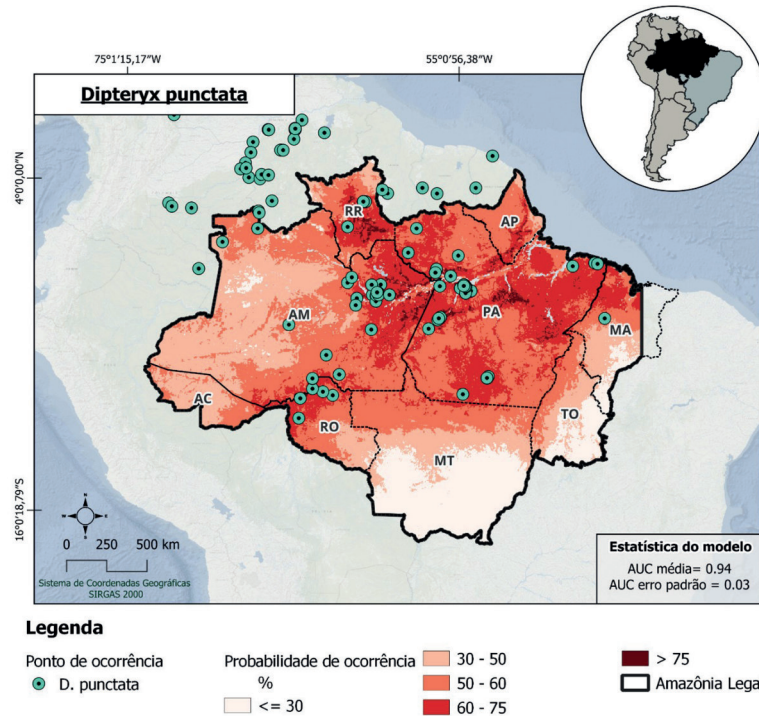 75°1′15,17″W
55°0′56,38″W
Dipteryx punctata
4°0′0,00″N
RR
AP
AM
PA
MA
AC
TO
RO
MT
16°0′18,79″S
N
0 250 500 km
Sistema de Coordenadas Geográficas
SIRGAS 2000
Estatística do modelo
AUC média= 0.94
AUC erro padrão = 0.03
Legenda
Ponto de ocorrência
D. punctata
Probabilidade de ocorrência
%
<= 30
30 - 50
50 - 60
60 - 75
> 75
Amazônia Lega